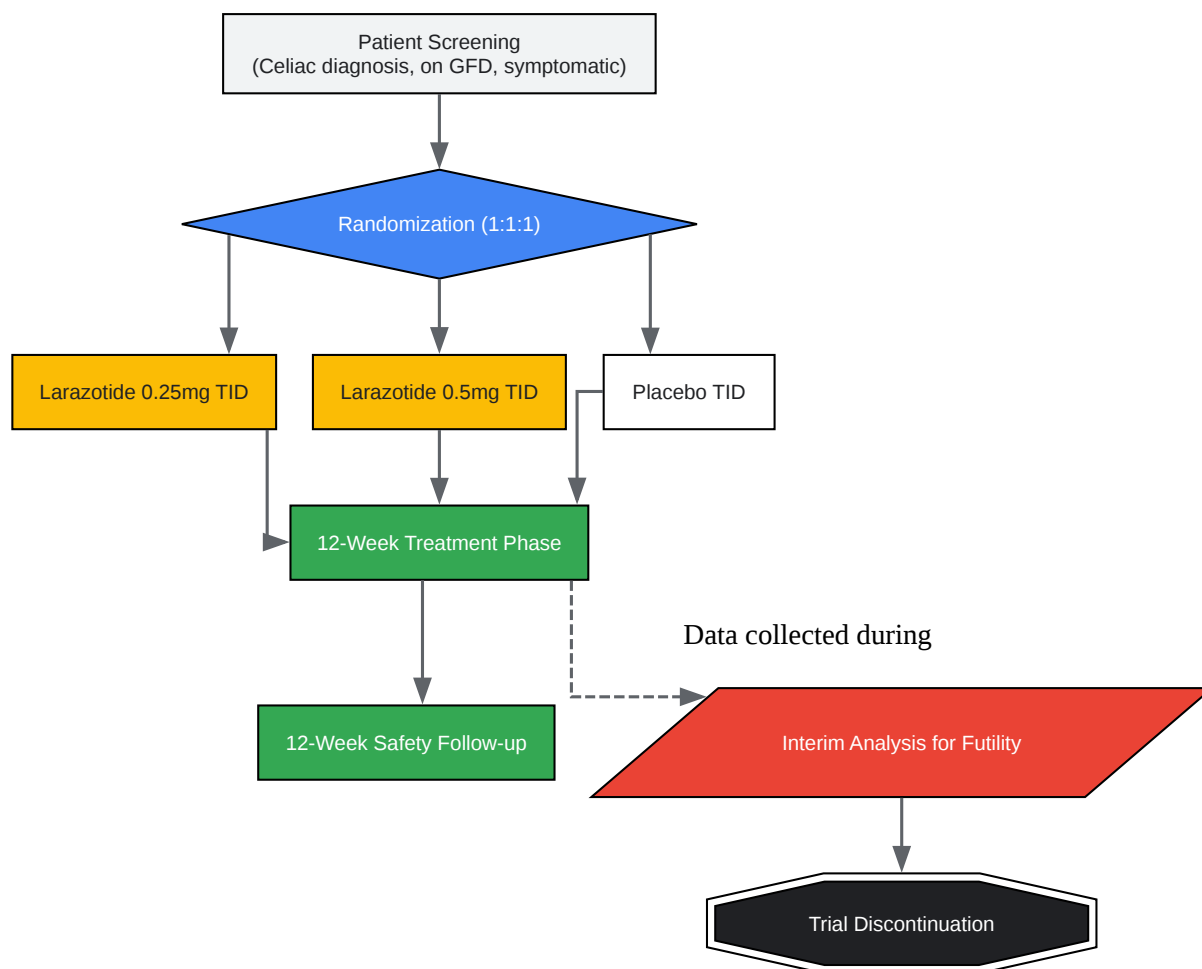 Patient Screening
(Celiac diagnosis, on GFD, symptomatic)
Randomization (1:1:1)
Larazotide 0.25mg TID
Larazotide 0.5mg TID
Placebo TID
12-Week Treatment Phase
Data collected during
12-Week Safety Follow-up
Interim Analysis for Futility
Trial Discontinuation